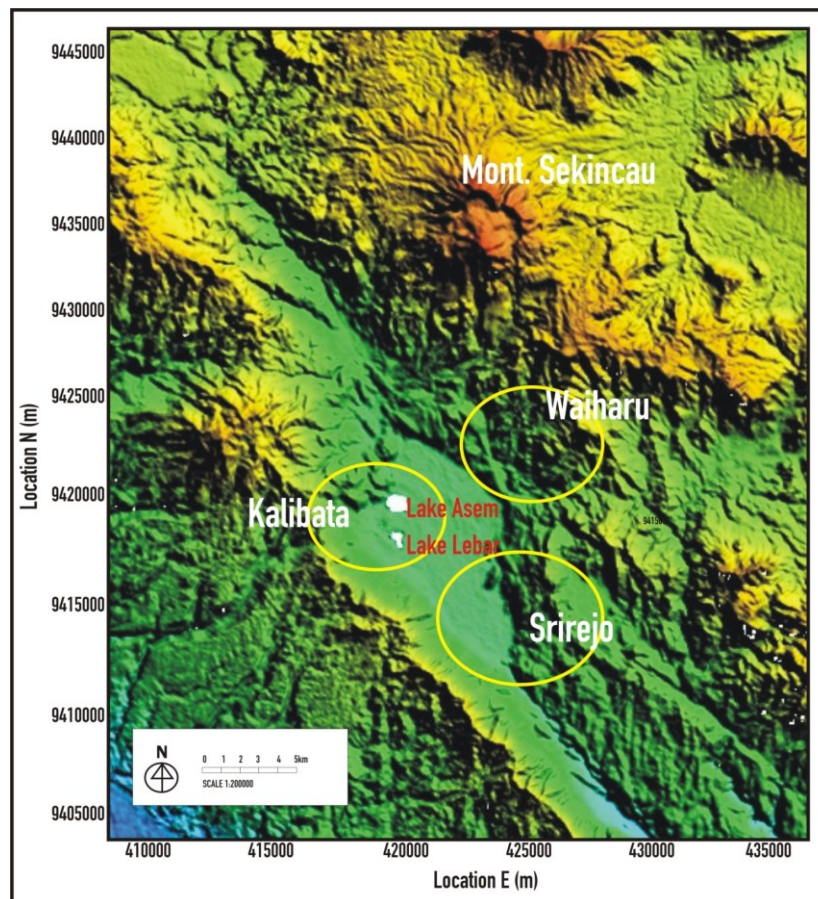 9445000
9440000
9435000
9430000
9425000
9420000
9415000
9410000
9405000
Location N (m)
Mont. Sekincau
Waiharu
Kalibata
Lake Asem
Lake Lebar
Srirejo
N
0 1 2 3 4 5km
SCALE 1:200000
410000 415000 420000 425000 430000 435000
Location E (m)